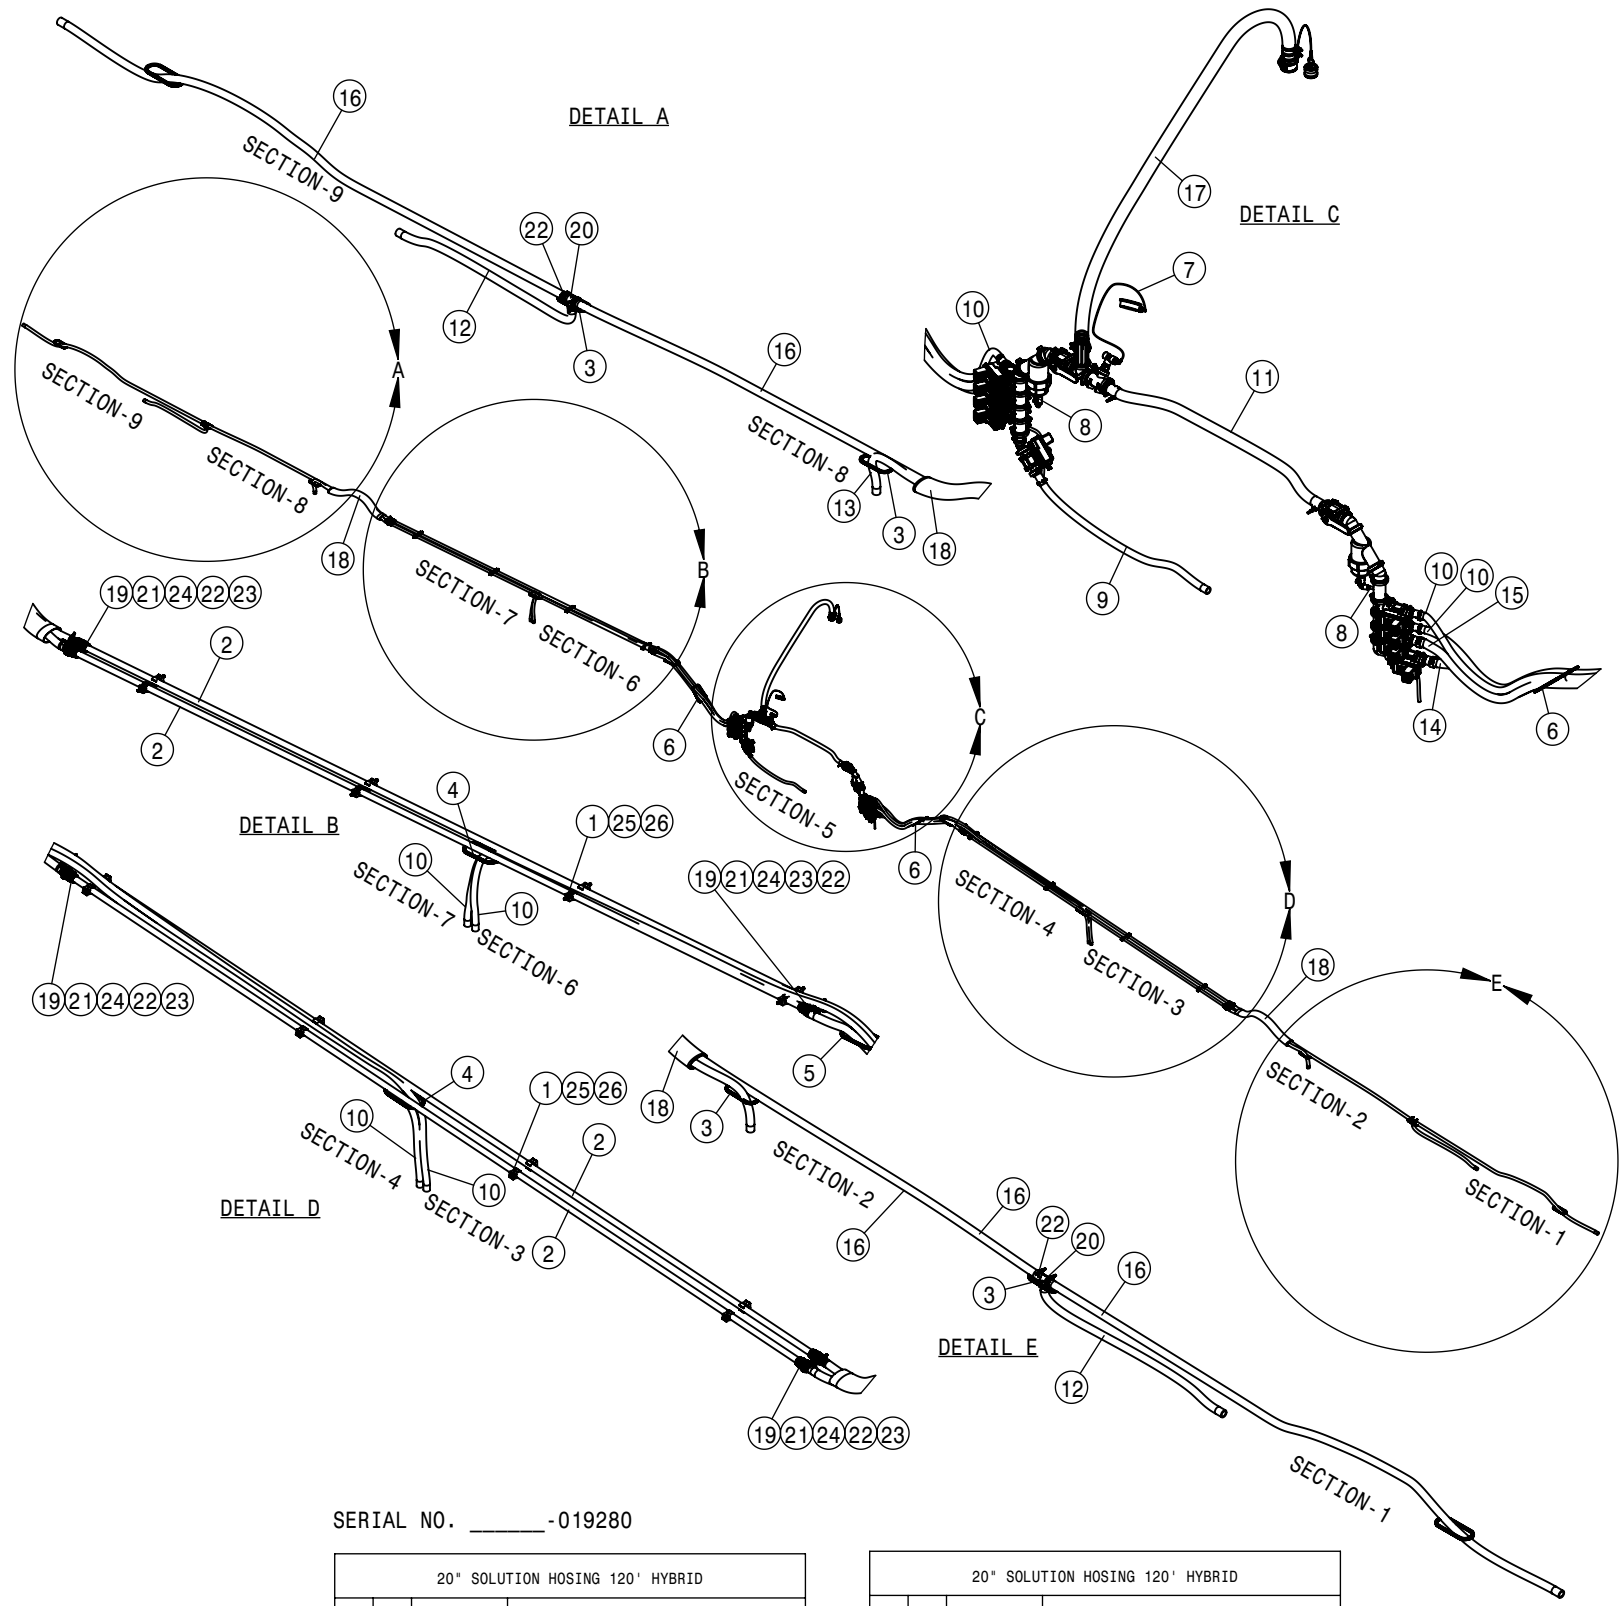 16
DETAIL A
SECTION-9
17
DETAIL C
22 20
7
12
10
3
16
A
11
SECTION-9
8
SECTION-8
SECTION-8
13
3
18
18
9
B
SECTION-7
10
10
15
19 21 24 22 23
8
2
SECTION-6
14
6
2
6
C
SECTION-5
4
DETAIL B
1 25 26
6
10
SECTION-7
10
SECTION-6
19 21 24 23 22
SECTION-4
D
SECTION-3
18
E
19 21 24 22 23
5
4
1 25 26
18
3
SECTION-2
10
SECTION-4
2
10
SECTION-2
DETAIL D
SECTION-3
2
16
16
22
20
SECTION-1
3
16
DETAIL E
12
19 21 24 22 23
SECTION-1
SERIAL NO. ______-019280
20" SOLUTION HOSING 120' HYBRID
20" SOLUTION HOSING 120' HYBRID